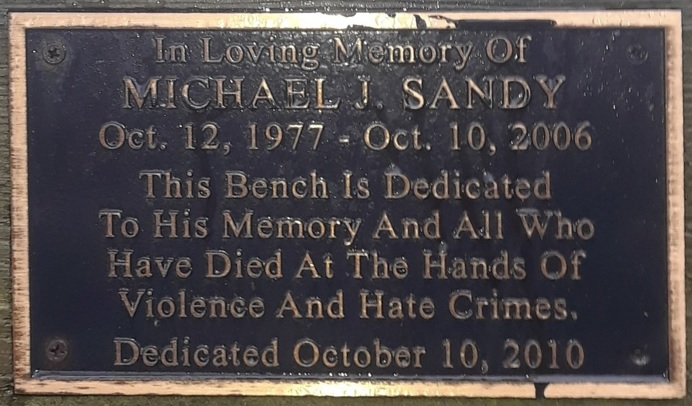 In Loving Memory Of
MICHAEL J. SANDY
Oct. 12, 1977 - Oct. 10, 2006
This Bench Is Dedicated
To His Memory And All Who
Have Died At The Hands Of
Violence And Hate Crimes.
Dedicated October 10, 2010